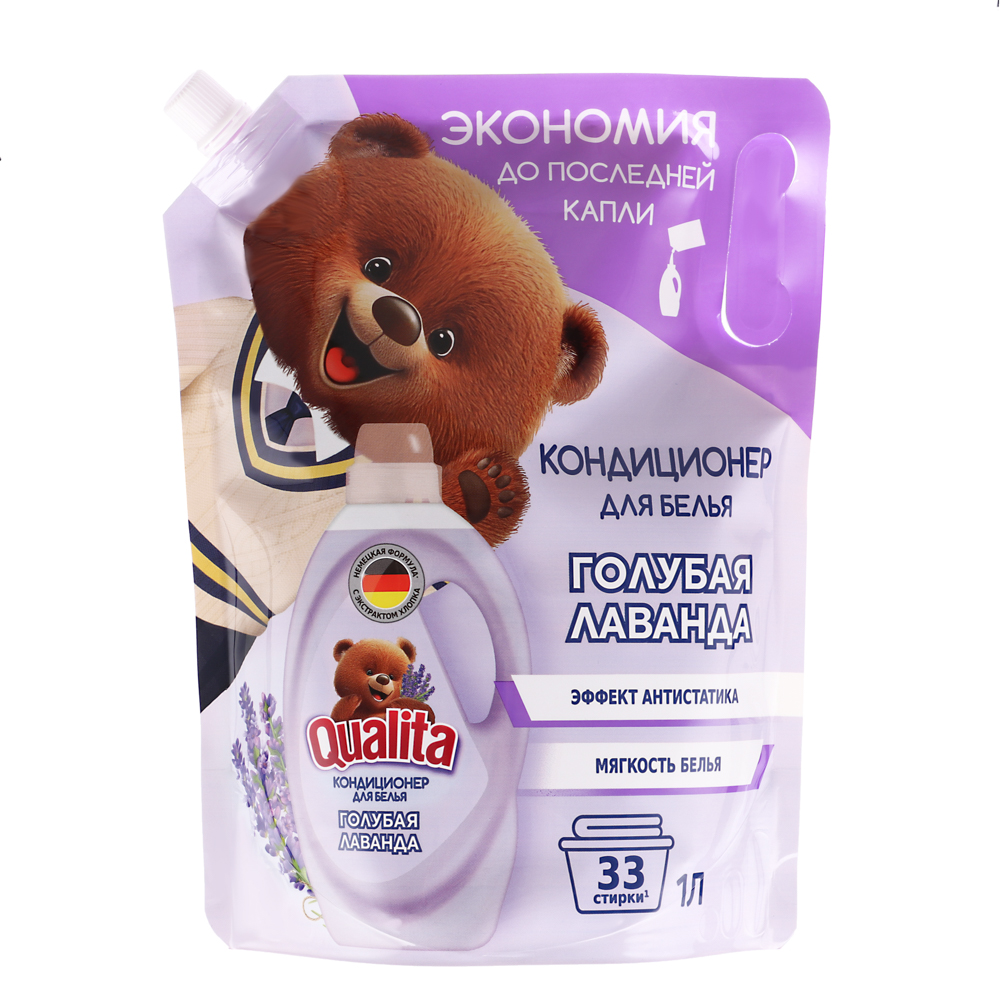 ЭКОНОМИЯ
ДО ПОСЛЕДНЕЙ
КАПЛИ
КОНДИЦИОНЕР
ДЛЯ БЕЛЬЯ
ГОЛУБАЯ
ЛАВАНДА
ЭФФЕКТ АНТИСТАТИКА
МЯГКОСТЬ БЕЛЬЯ
33
стирки¹
1Л
НЕМЕЦКАЯ ФОРМУЛА*
С ЭКСТРАКТОМ ХЛОПКА
Qualita
КОНДИЦИОНЕР
ДЛЯ БЕЛЬЯ
ГОЛУБАЯ
ЛАВАНДА